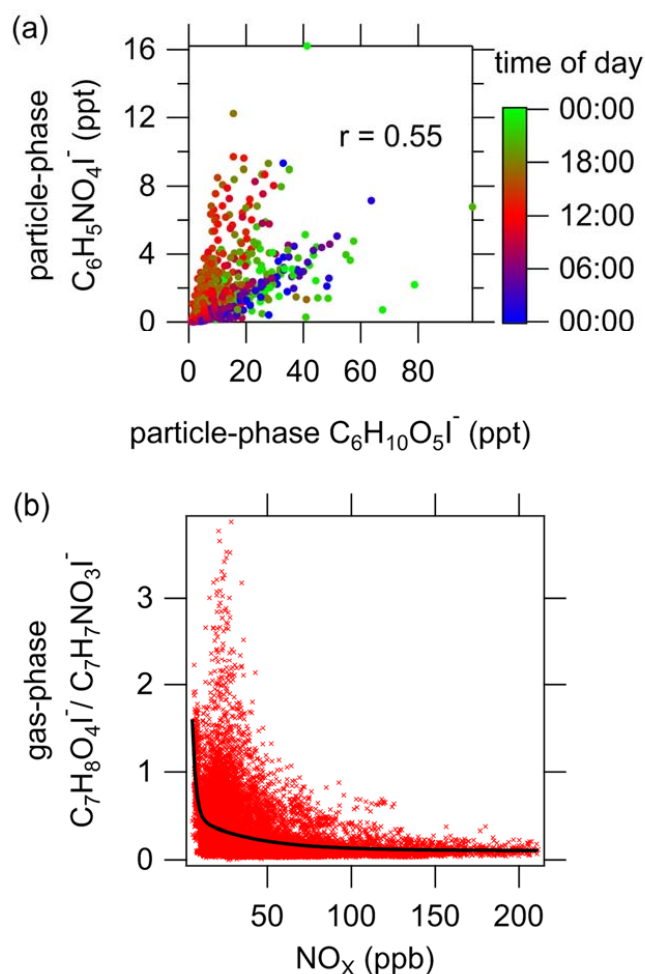 (a)
particle-phase
C₆H₅NO₄I⁻ (ppt)
16
12
8
4
0
r = 0.55
0 20 40 60 80
particle-phase C₆H₁₀O₅I⁻ (ppt)
time of day
00:00
18:00
12:00
06:00
00:00
(b)
gas-phase
C₇H₈O₄I⁻/ C₇H₇NO₃I⁻
3
2
1
0
50 100 150 200
NOₓ (ppb)